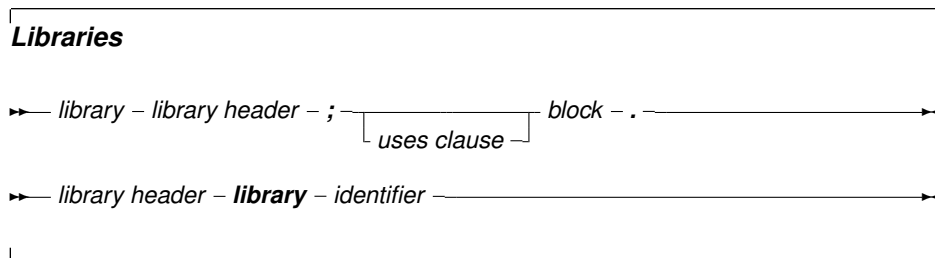 Libraries
library library header ; block .
uses clause
library header library identifier